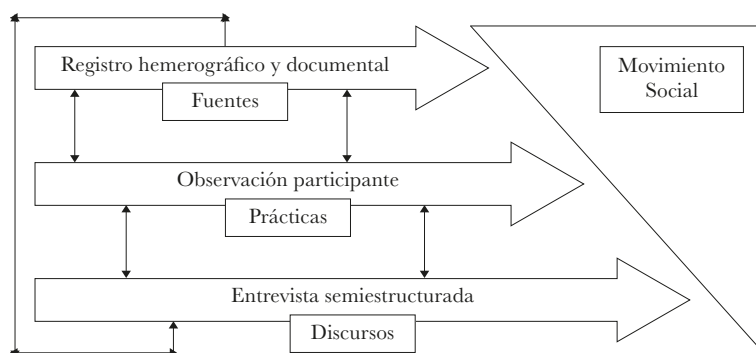 Registro hemerográfico y documental
Fuentes
Movimiento
Social
Observación participante
Prácticas
Entrevista semiestructurada
Discursos